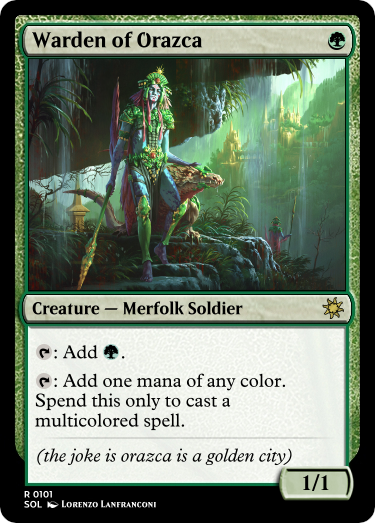 Warden of Orazca
Creature — Merfolk Soldier
: Add .
: Add one mana of any color.
Spend this only to cast a
multicolored spell.
(the joke is orazca is a golden city)
1/1
R 0101
SOL Lorenzo Lanfranconi